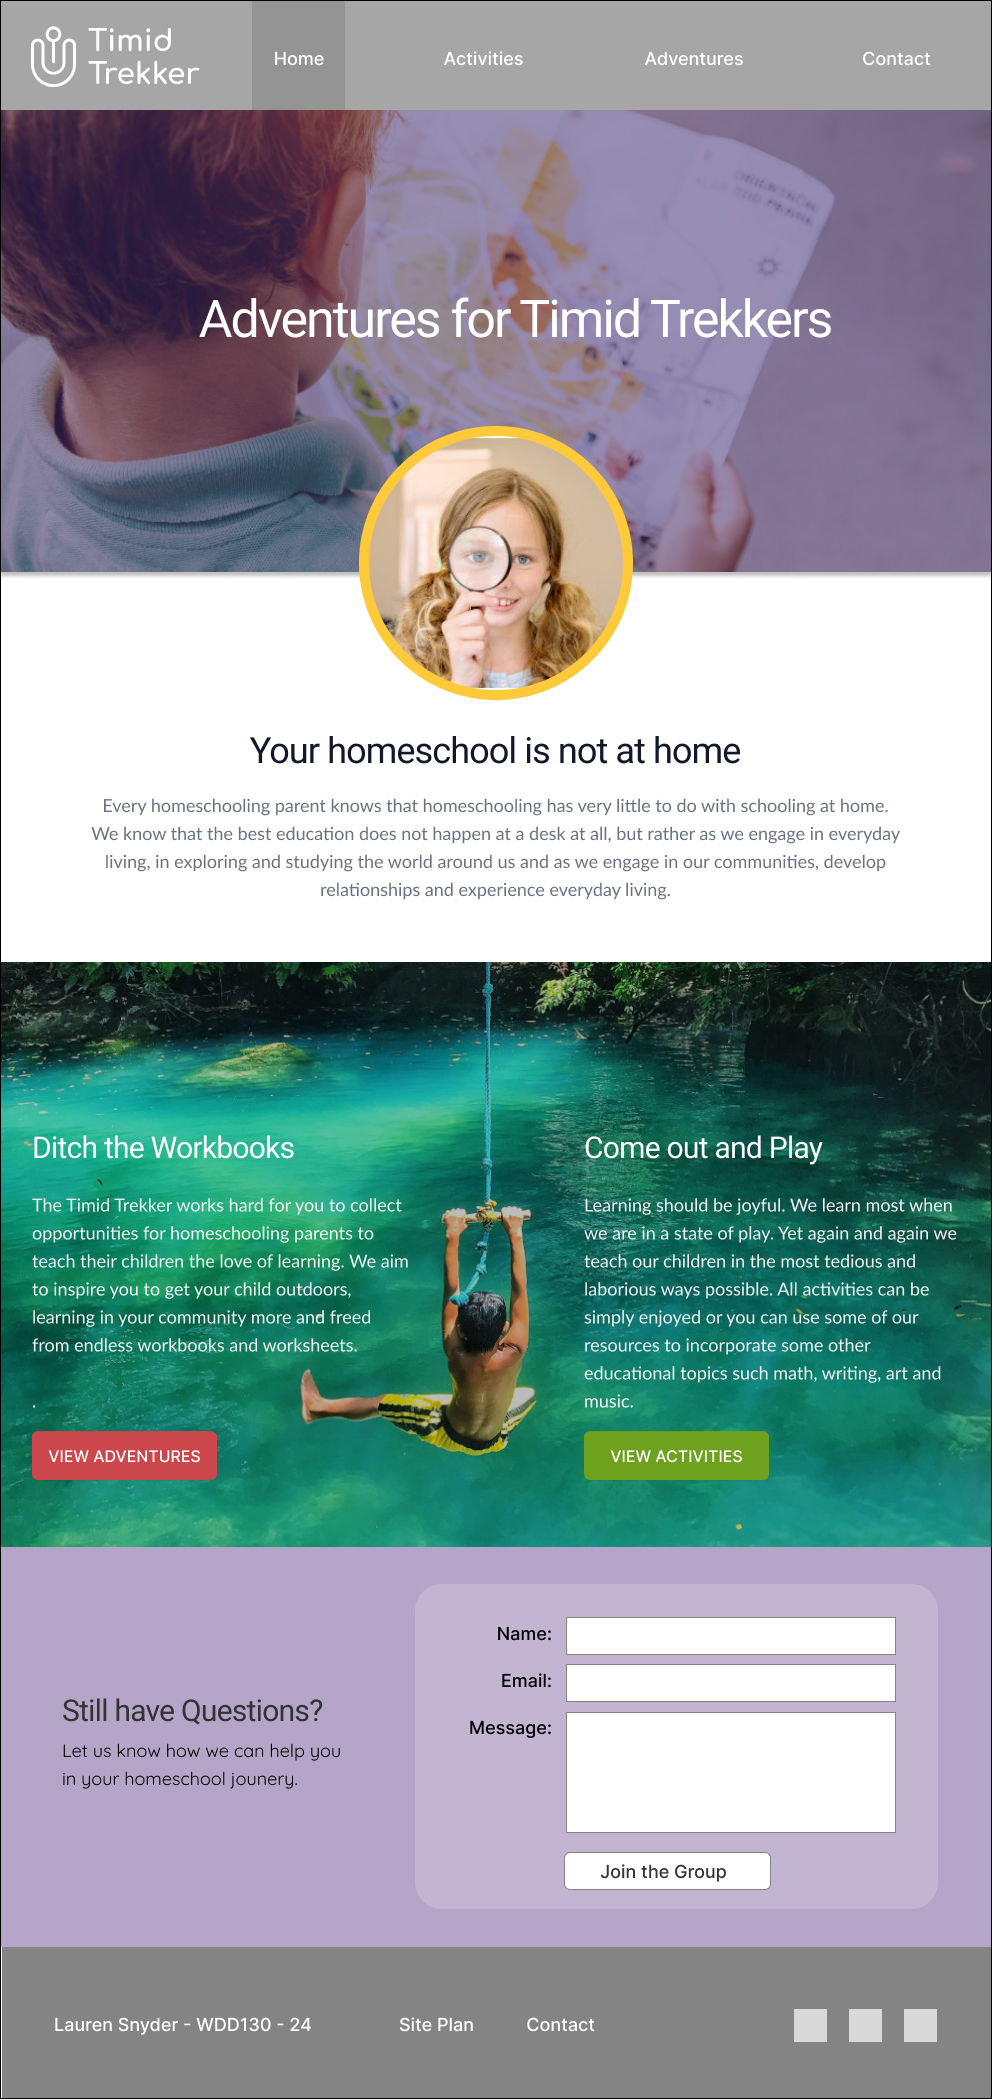 Timid
Trekker
Home
Activities
Adventures
Contact
ORIENTAČNÍ
ZOO PRAHA
Adventures for Timid Trekkers
Your homeschool is not at home
Every homeschooling parent knows that homeschooling has very little to do with schooling at home.
We know that the best education does not happen at a desk at all, but rather as we engage in everyday
living, in exploring and studying the world around us and as we engage in our communities, develop
relationships and experience everyday living.
Ditch the Workbooks
The Timid Trekker works hard for you to collect
opportunities for homeschooling parents to
teach their children the love of learning. We aim
to inspire you to get your child outdoors,
learning in your community more and freed
from endless workbooks and worksheets.
.
VIEW ADVENTURES
Come out and Play
Learning should be joyful. We learn most when
we are in a state of play. Yet again and again we
teach our children in the most tedious and
laborious ways possible. All activities can be
simply enjoyed or you can use some of our
resources to incorporate some other
educational topics such math, writing, art and
music.
VIEW ACTIVITIES
Still have Questions?
Let us know how we can help you
in your homeschool jounery.
Name:
Email:
Message:
Join the Group
Lauren Snyder - WDD130 - 24
Site Plan
Contact